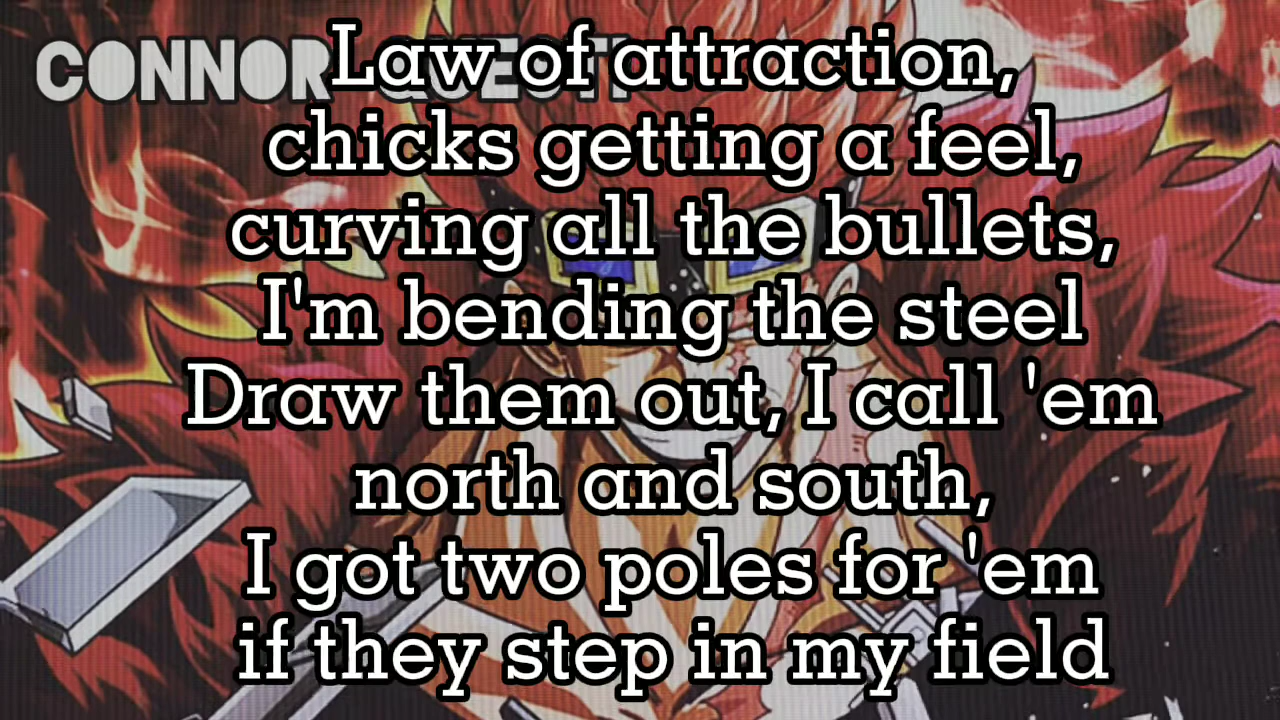 CONNOR QUEST!
Law of attraction,
chicks getting a feel,
curving all the bullets,
I'm bending the steel
Draw them out, I call 'em
north and south,
I got two poles for 'em
if they step in my field